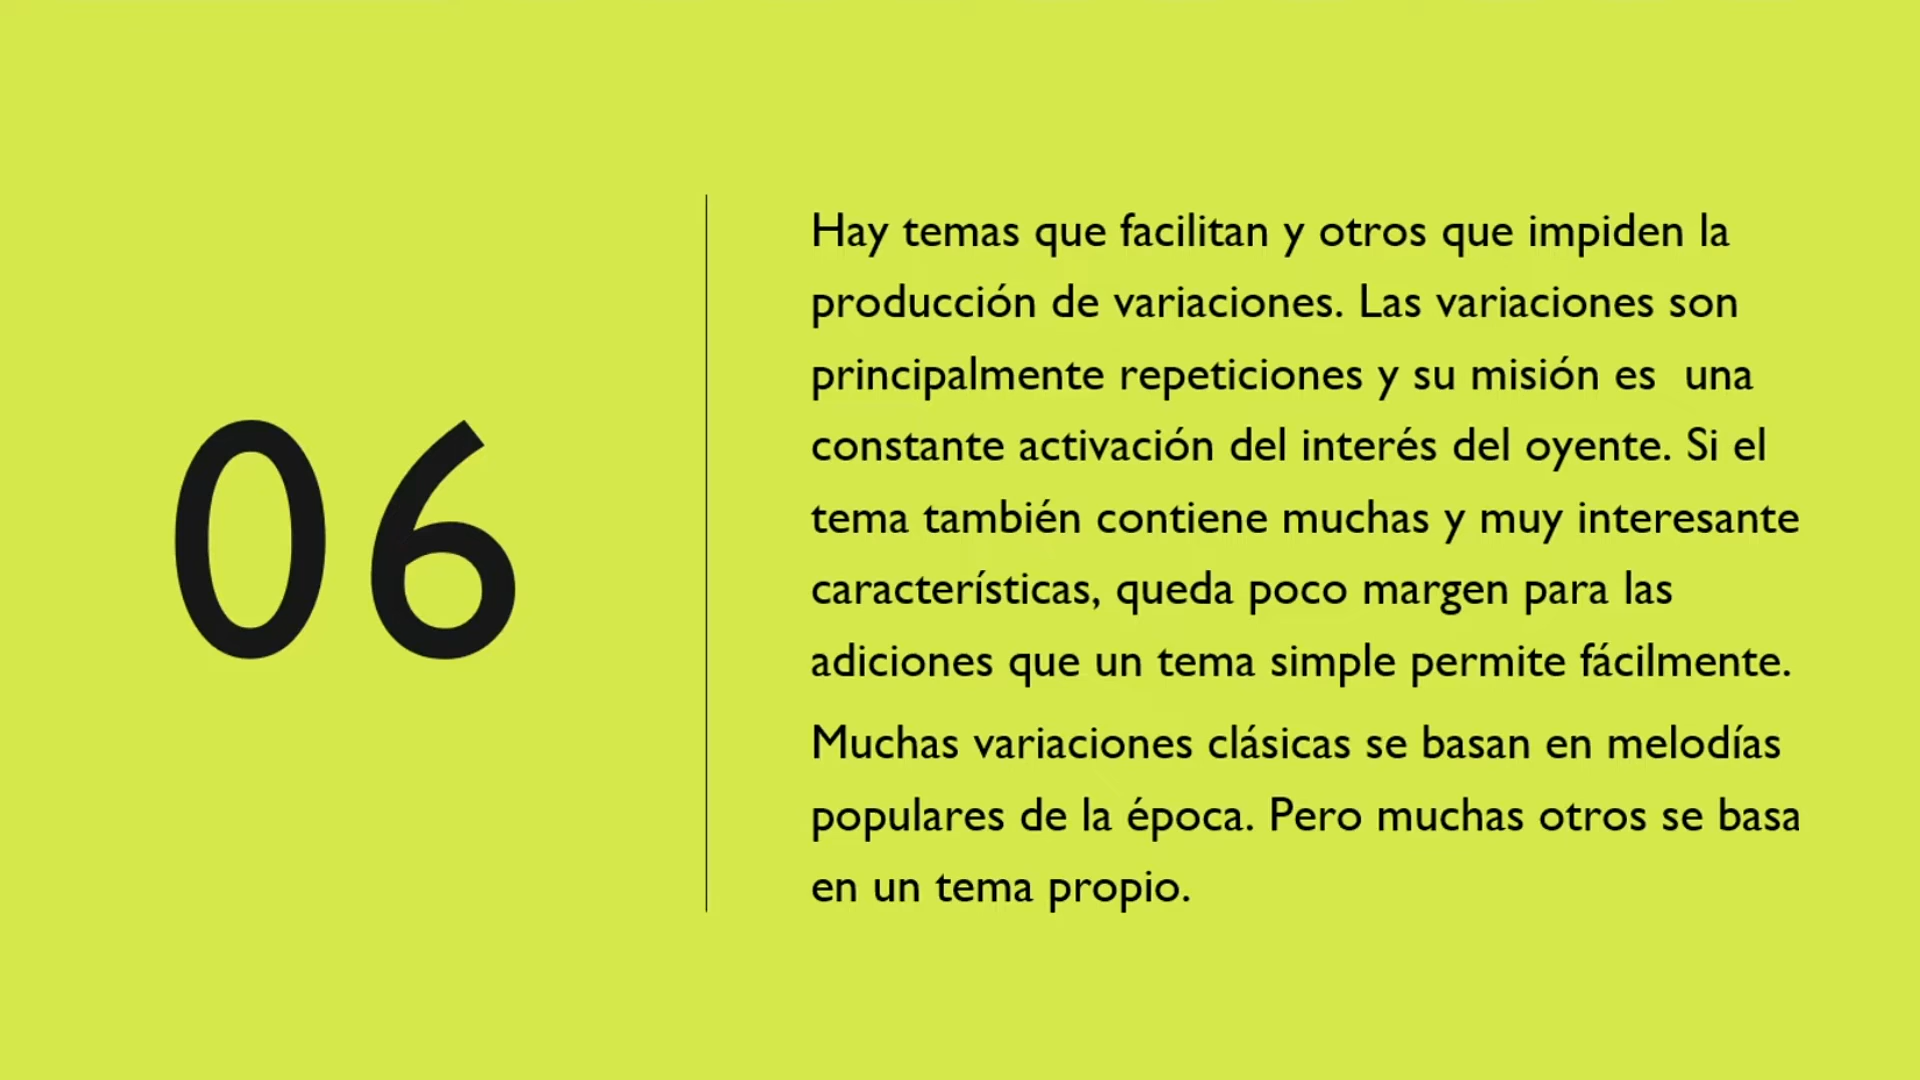 06
Hay temas que facilitan y otros que impiden la
producción de variaciones. Las variaciones son
principalmente repeticiones y su misión es una
constante activación del interés del oyente. Si el
tema también contiene muchas y muy interesante
características, queda poco margen para las
adiciones que un tema simple permite fácilmente.
Muchas variaciones clásicas se basan en melodías
populares de la época. Pero muchas otros se basa
en un tema propio.